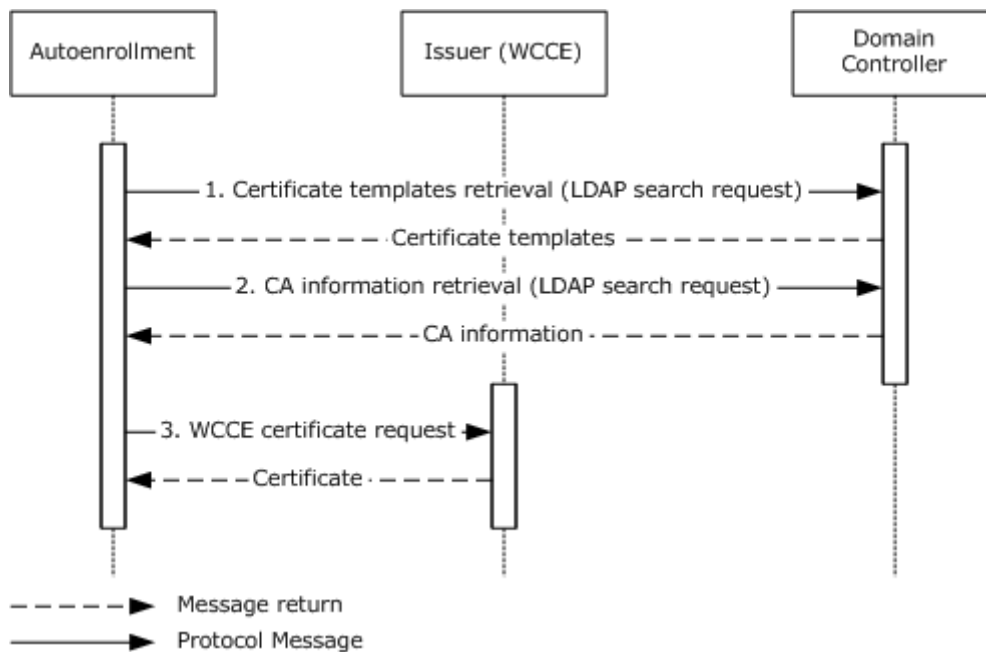 Autoenrollment
Issuer (WCCE)
Domain
Controller
1. Certificate templates retrieval (LDAP search request)
Certificate templates
2. CA information retrieval (LDAP search request)
CA information
3. WCCE certificate request
Certificate
Message return
Protocol Message